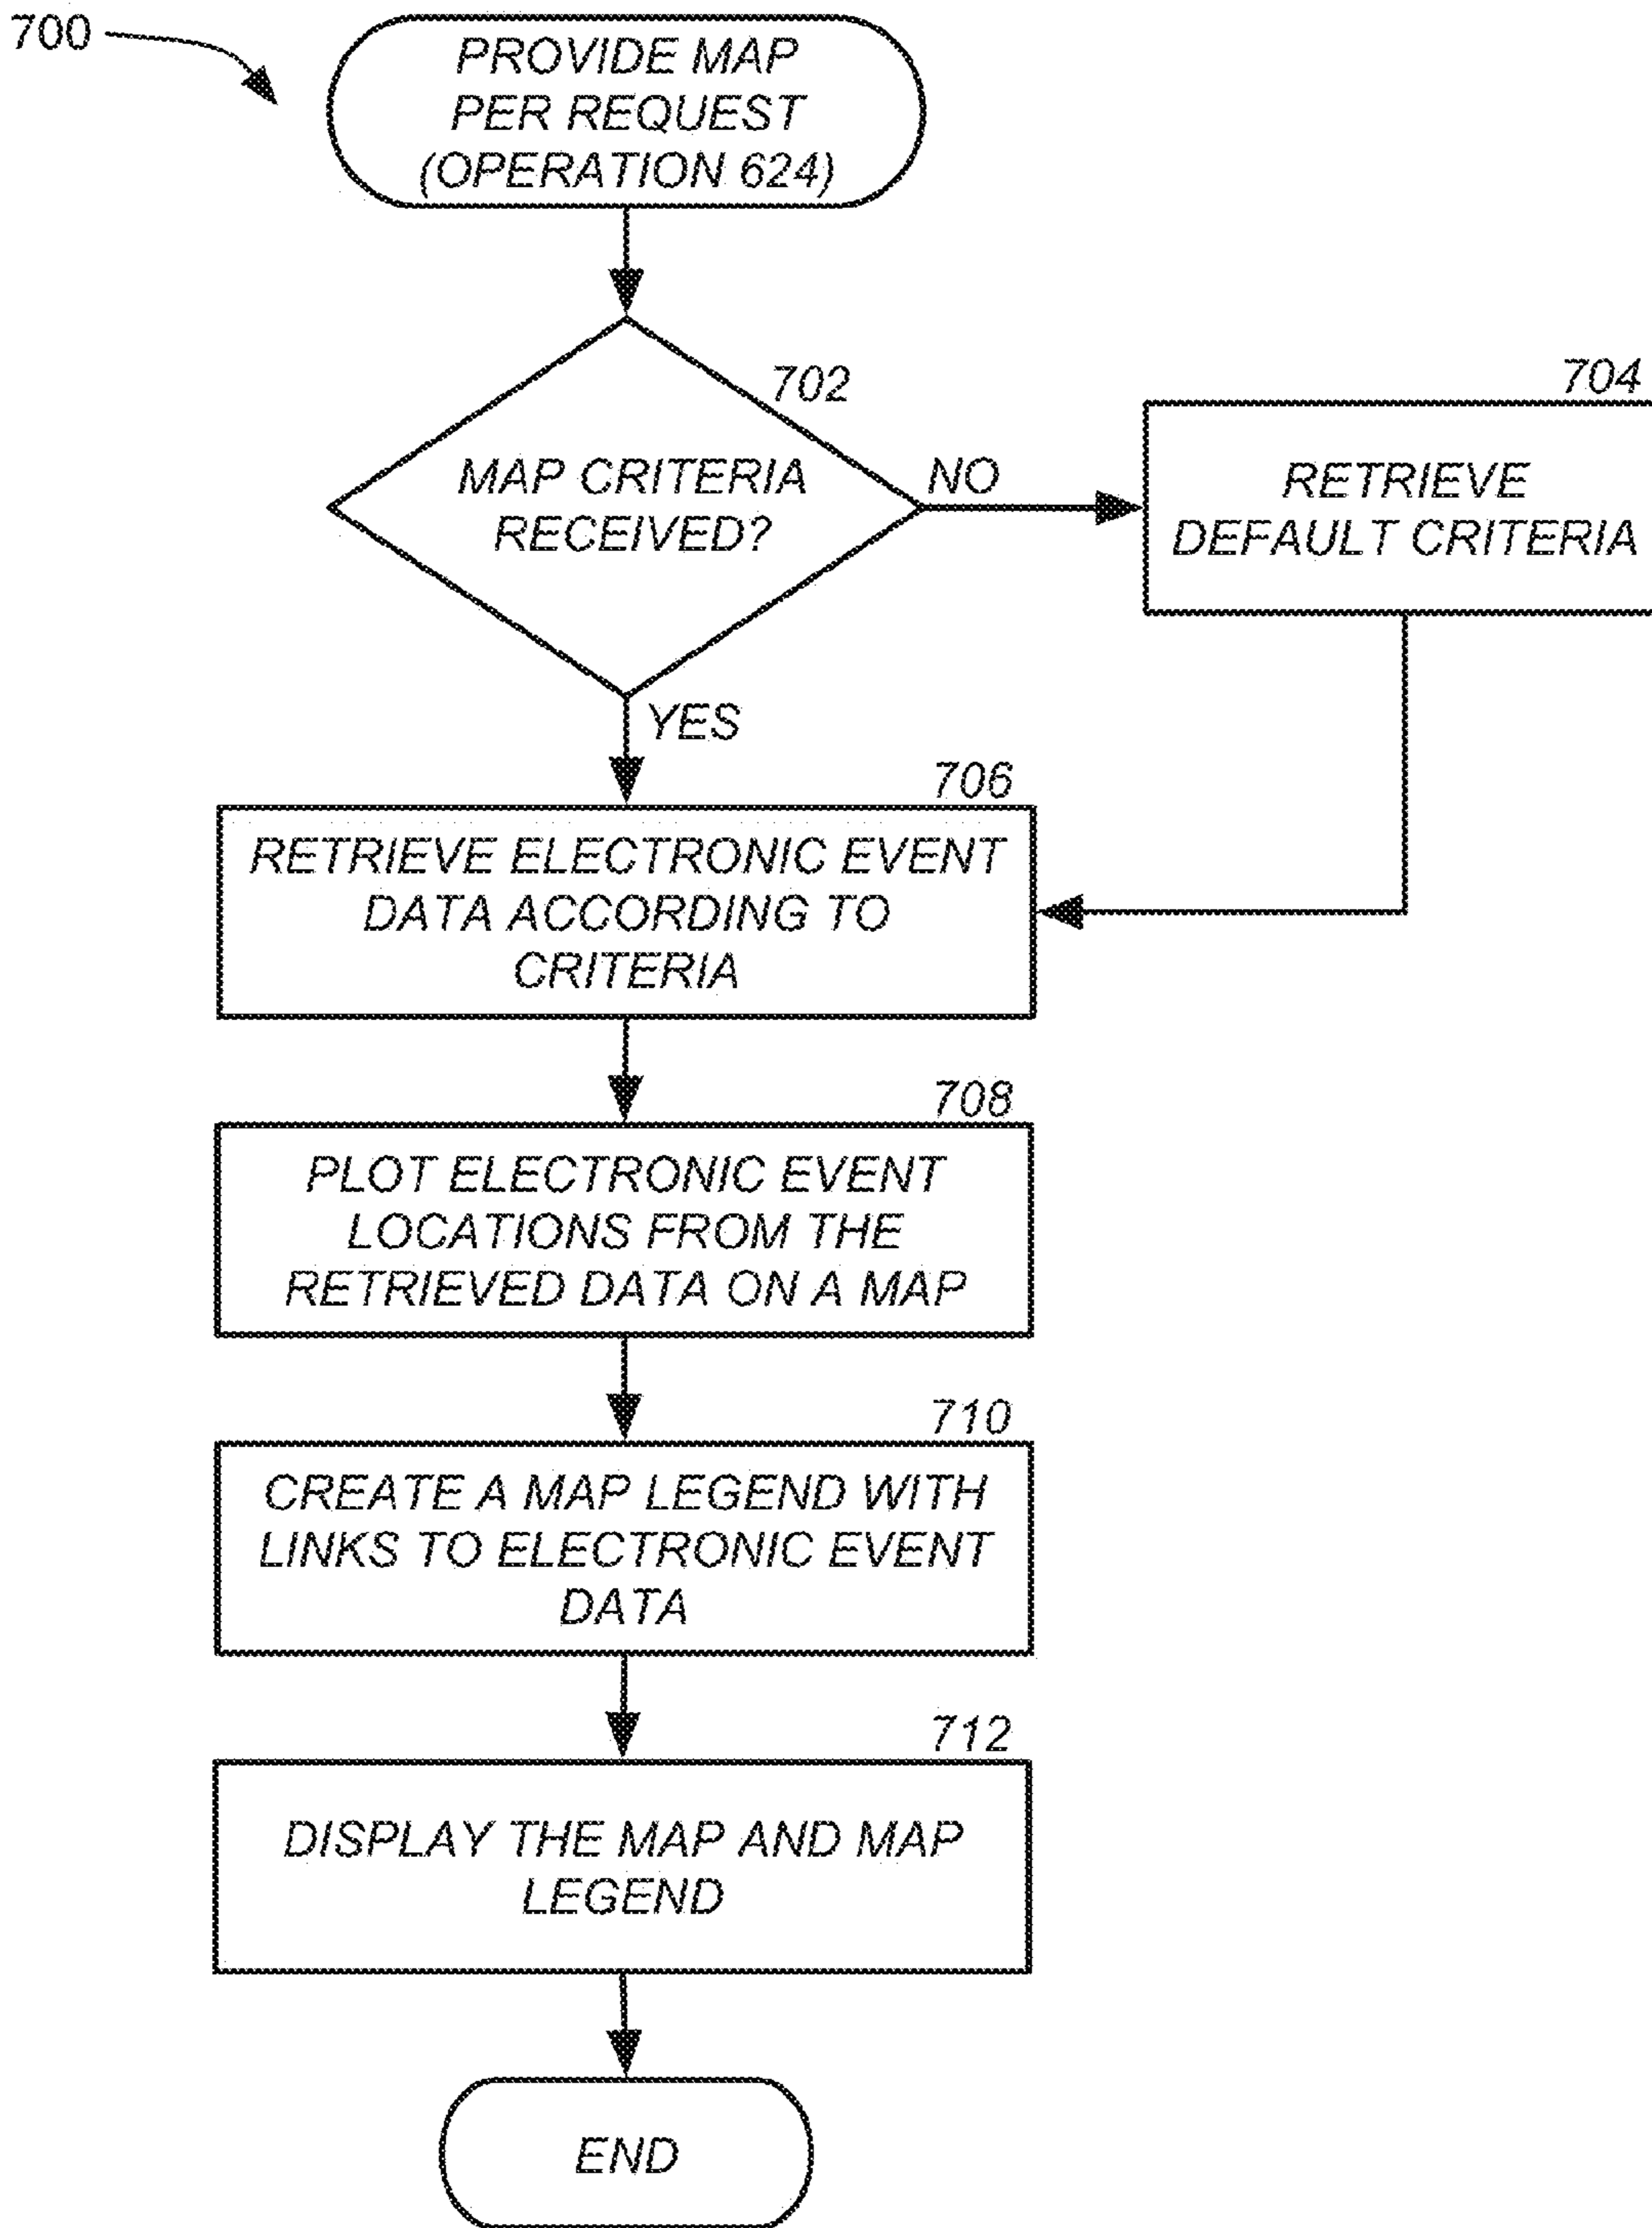 700
PROVIDE MAP
PER REQUEST
(OPERATION 624)
702
MAP CRITERIA
RECEIVED?
NO
704
RETRIEVE
DEFAULT CRITERIA
YES
706
RETRIEVE ELECTRONIC EVENT
DATA ACCORDING TO
CRITERIA
708
PLOT ELECTRONIC EVENT
LOCATIONS FROM THE
RETRIEVED DATA ON A MAP
710
CREATE A MAP LEGEND WITH
LINKS TO ELECTRONIC EVENT
DATA
712
DISPLAY THE MAP AND MAP
LEGEND
END